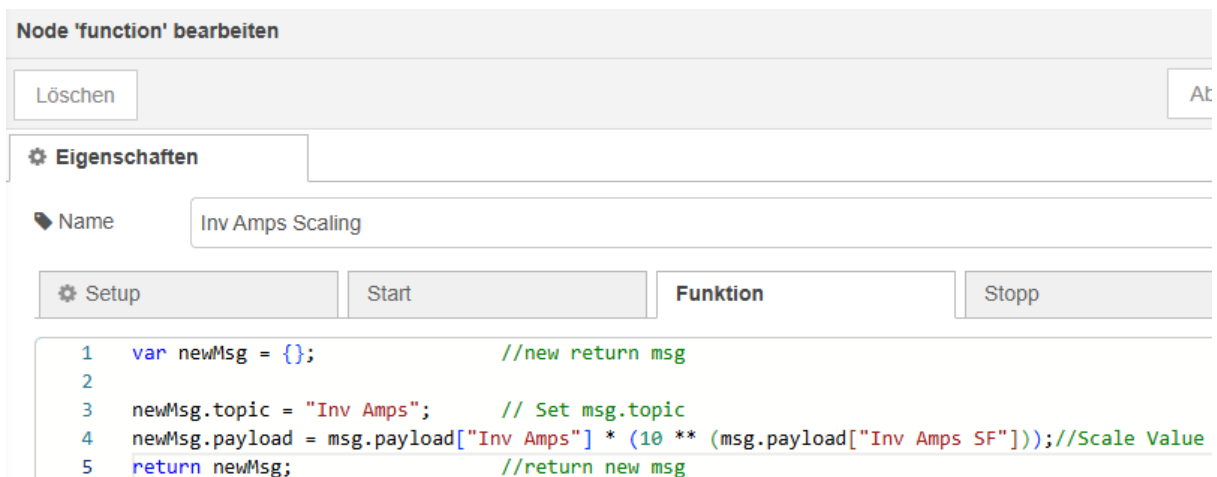 Node 'function' bearbeiten
Löschen Ab
Eigenschaften
Name Inv Amps Scaling
Setup Start Funktion Stopp
1 var newMsg = {}; //new return msg
2
3 newMsg.topic = "Inv Amps"; // Set msg.topic
4 newMsg.payload = msg.payload["Inv Amps"] * (10 ** (msg.payload["Inv Amps SF"]));//Scale Value
5 return newMsg; //return new msg